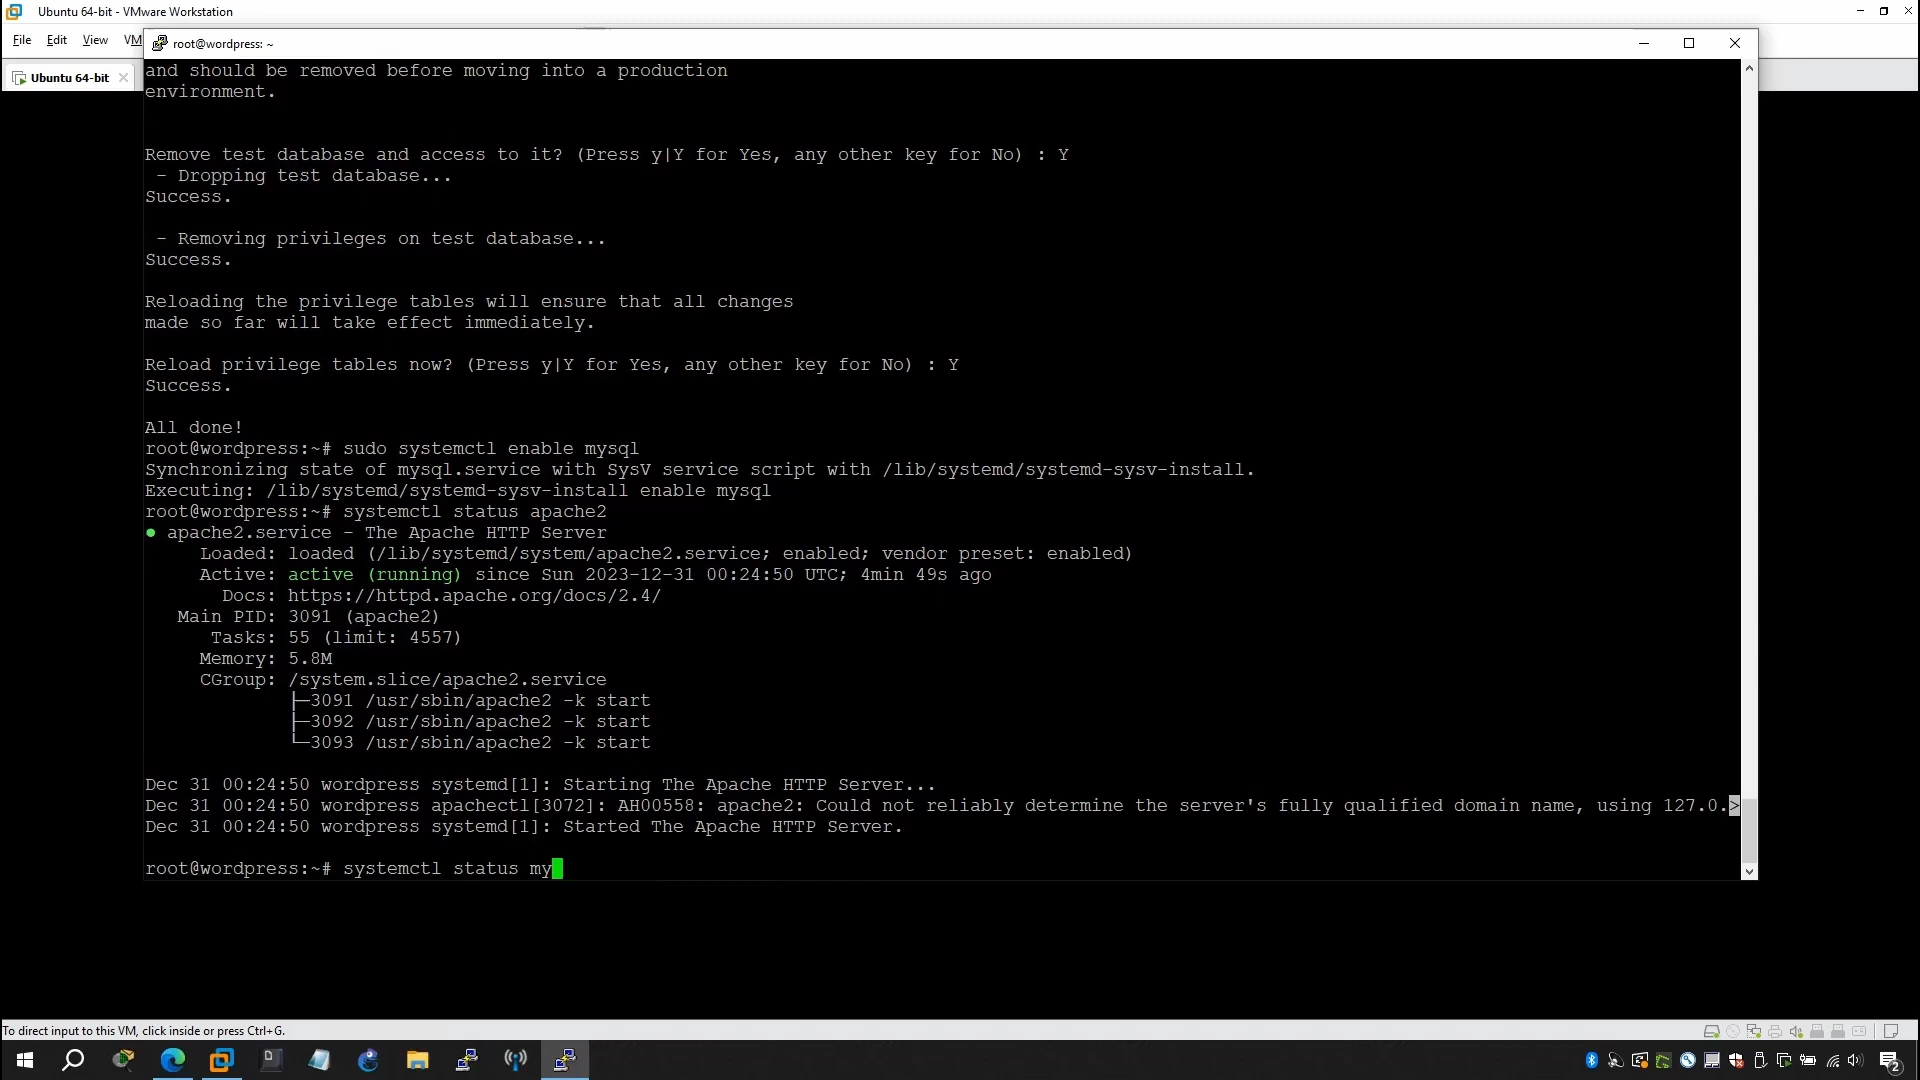 Ubuntu 64-bit - VMware Workstation
File Edit View VM
root@wordpress: ~
Ubuntu 64-bit
and should be removed before moving into a production
environment.
Remove test database and access to it? (Press y|Y for Yes, any other key for No) : Y
 - Dropping test database...
Success.
 - Removing privileges on test database...
Success.
Reloading the privilege tables will ensure that all changes
made so far will take effect immediately.
Reload privilege tables now? (Press y|Y for Yes, any other key for No) : Y
Success.
All done!
root@wordpress:~# sudo systemctl enable mysql
Synchronizing state of mysql.service with SysV service script with /lib/systemd/systemd-sysv-install.
Executing: /lib/systemd/systemd-sysv-install enable mysql
root@wordpress:~# systemctl status apache2
● apache2.service - The Apache HTTP Server
Loaded: loaded (/lib/systemd/system/apache2.service; enabled; vendor preset: enabled)
Active: active (running) since Sun 2023-12-31 00:24:50 UTC; 4min 49s ago
Docs: https://httpd.apache.org/docs/2.4/
Main PID: 3091 (apache2)
Tasks: 55 (limit: 4557)
Memory: 5.8M
CGroup: /system.slice/apache2.service
├─3091 /usr/sbin/apache2 -k start
├─3092 /usr/sbin/apache2 -k start
└─3093 /usr/sbin/apache2 -k start
Dec 31 00:24:50 wordpress systemd[1]: Starting The Apache HTTP Server...
Dec 31 00:24:50 wordpress apachectl[3072]: AH00558: apache2: Could not reliably determine the server's fully qualified domain name, using 127.0.>
Dec 31 00:24:50 wordpress systemd[1]: Started The Apache HTTP Server.
root@wordpress:~# systemctl status my
To direct input to this VM, click inside or press Ctrl+G.
2